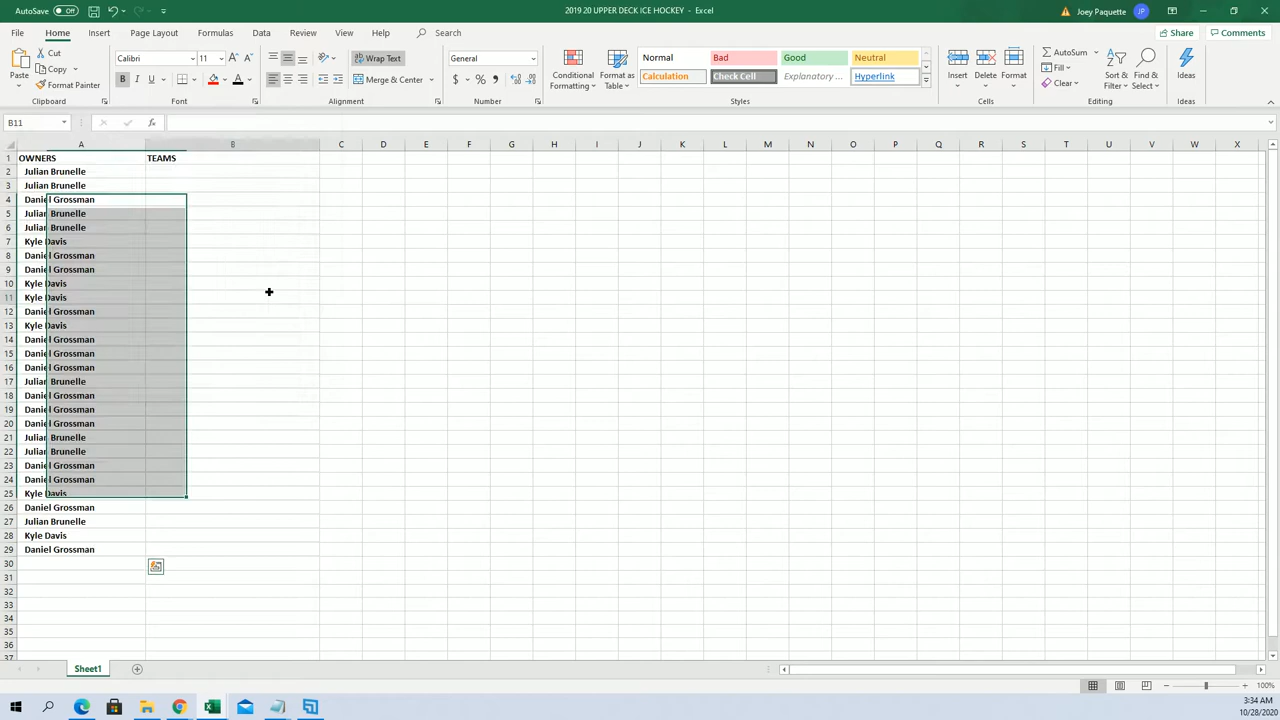 AutoSave Off 2019 20 UPPER DECK ICE HOCKEY - Excel Joey Paquette JP
File Home Insert Page Layout Formulas Data Review View Help Search Share Comments
Cut Calibri 11 Wrap Text General Normal Bad Good Neutral AutoSum
Paste Copy Conditional Format as Insert Delete Format Fill Sort & Find & Ideas
Format Painter B I U Merge & Center $ % Formatting Table Calculation Check Cell Explanatory ... Hyperlink Clear Filter Select
Clipboard Font Alignment Number Styles Cells Editing Ideas
B11 fx
A B C D E F G H I J K L M N O P Q R S T U V W X
1 OWNERS TEAMS
2 Julian Brunelle
3 Julian Brunelle
4 Daniel Grossman
5 Julian Brunelle
6 Julian Brunelle
7 Kyle Davis
8 Daniel Grossman
9 Daniel Grossman
10 Kyle Davis
11 Kyle Davis
12 Daniel Grossman
13 Kyle Davis
14 Daniel Grossman
15 Daniel Grossman
16 Daniel Grossman
17 Julian Brunelle
18 Daniel Grossman
19 Daniel Grossman
20 Daniel Grossman
21 Julian Brunelle
22 Julian Brunelle
23 Daniel Grossman
24 Daniel Grossman
25 Kyle Davis
26 Daniel Grossman
27 Julian Brunelle
28 Kyle Davis
29 Daniel Grossman
30
31
32
33
34
35
36
37
Sheet1
100%
3:34 AM
10/28/2020